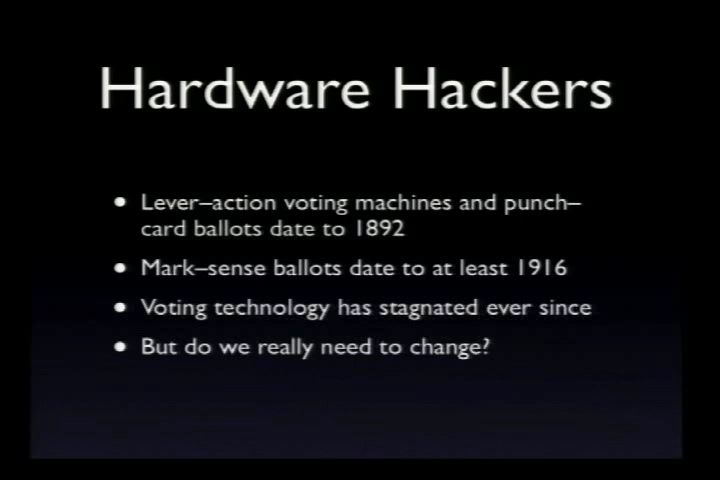 Hardware Hackers
• Lever–action voting machines and punch–
card ballots date to 1892
• Mark–sense ballots date to at least 1916
• Voting technology has stagnated ever since
• But do we really need to change?